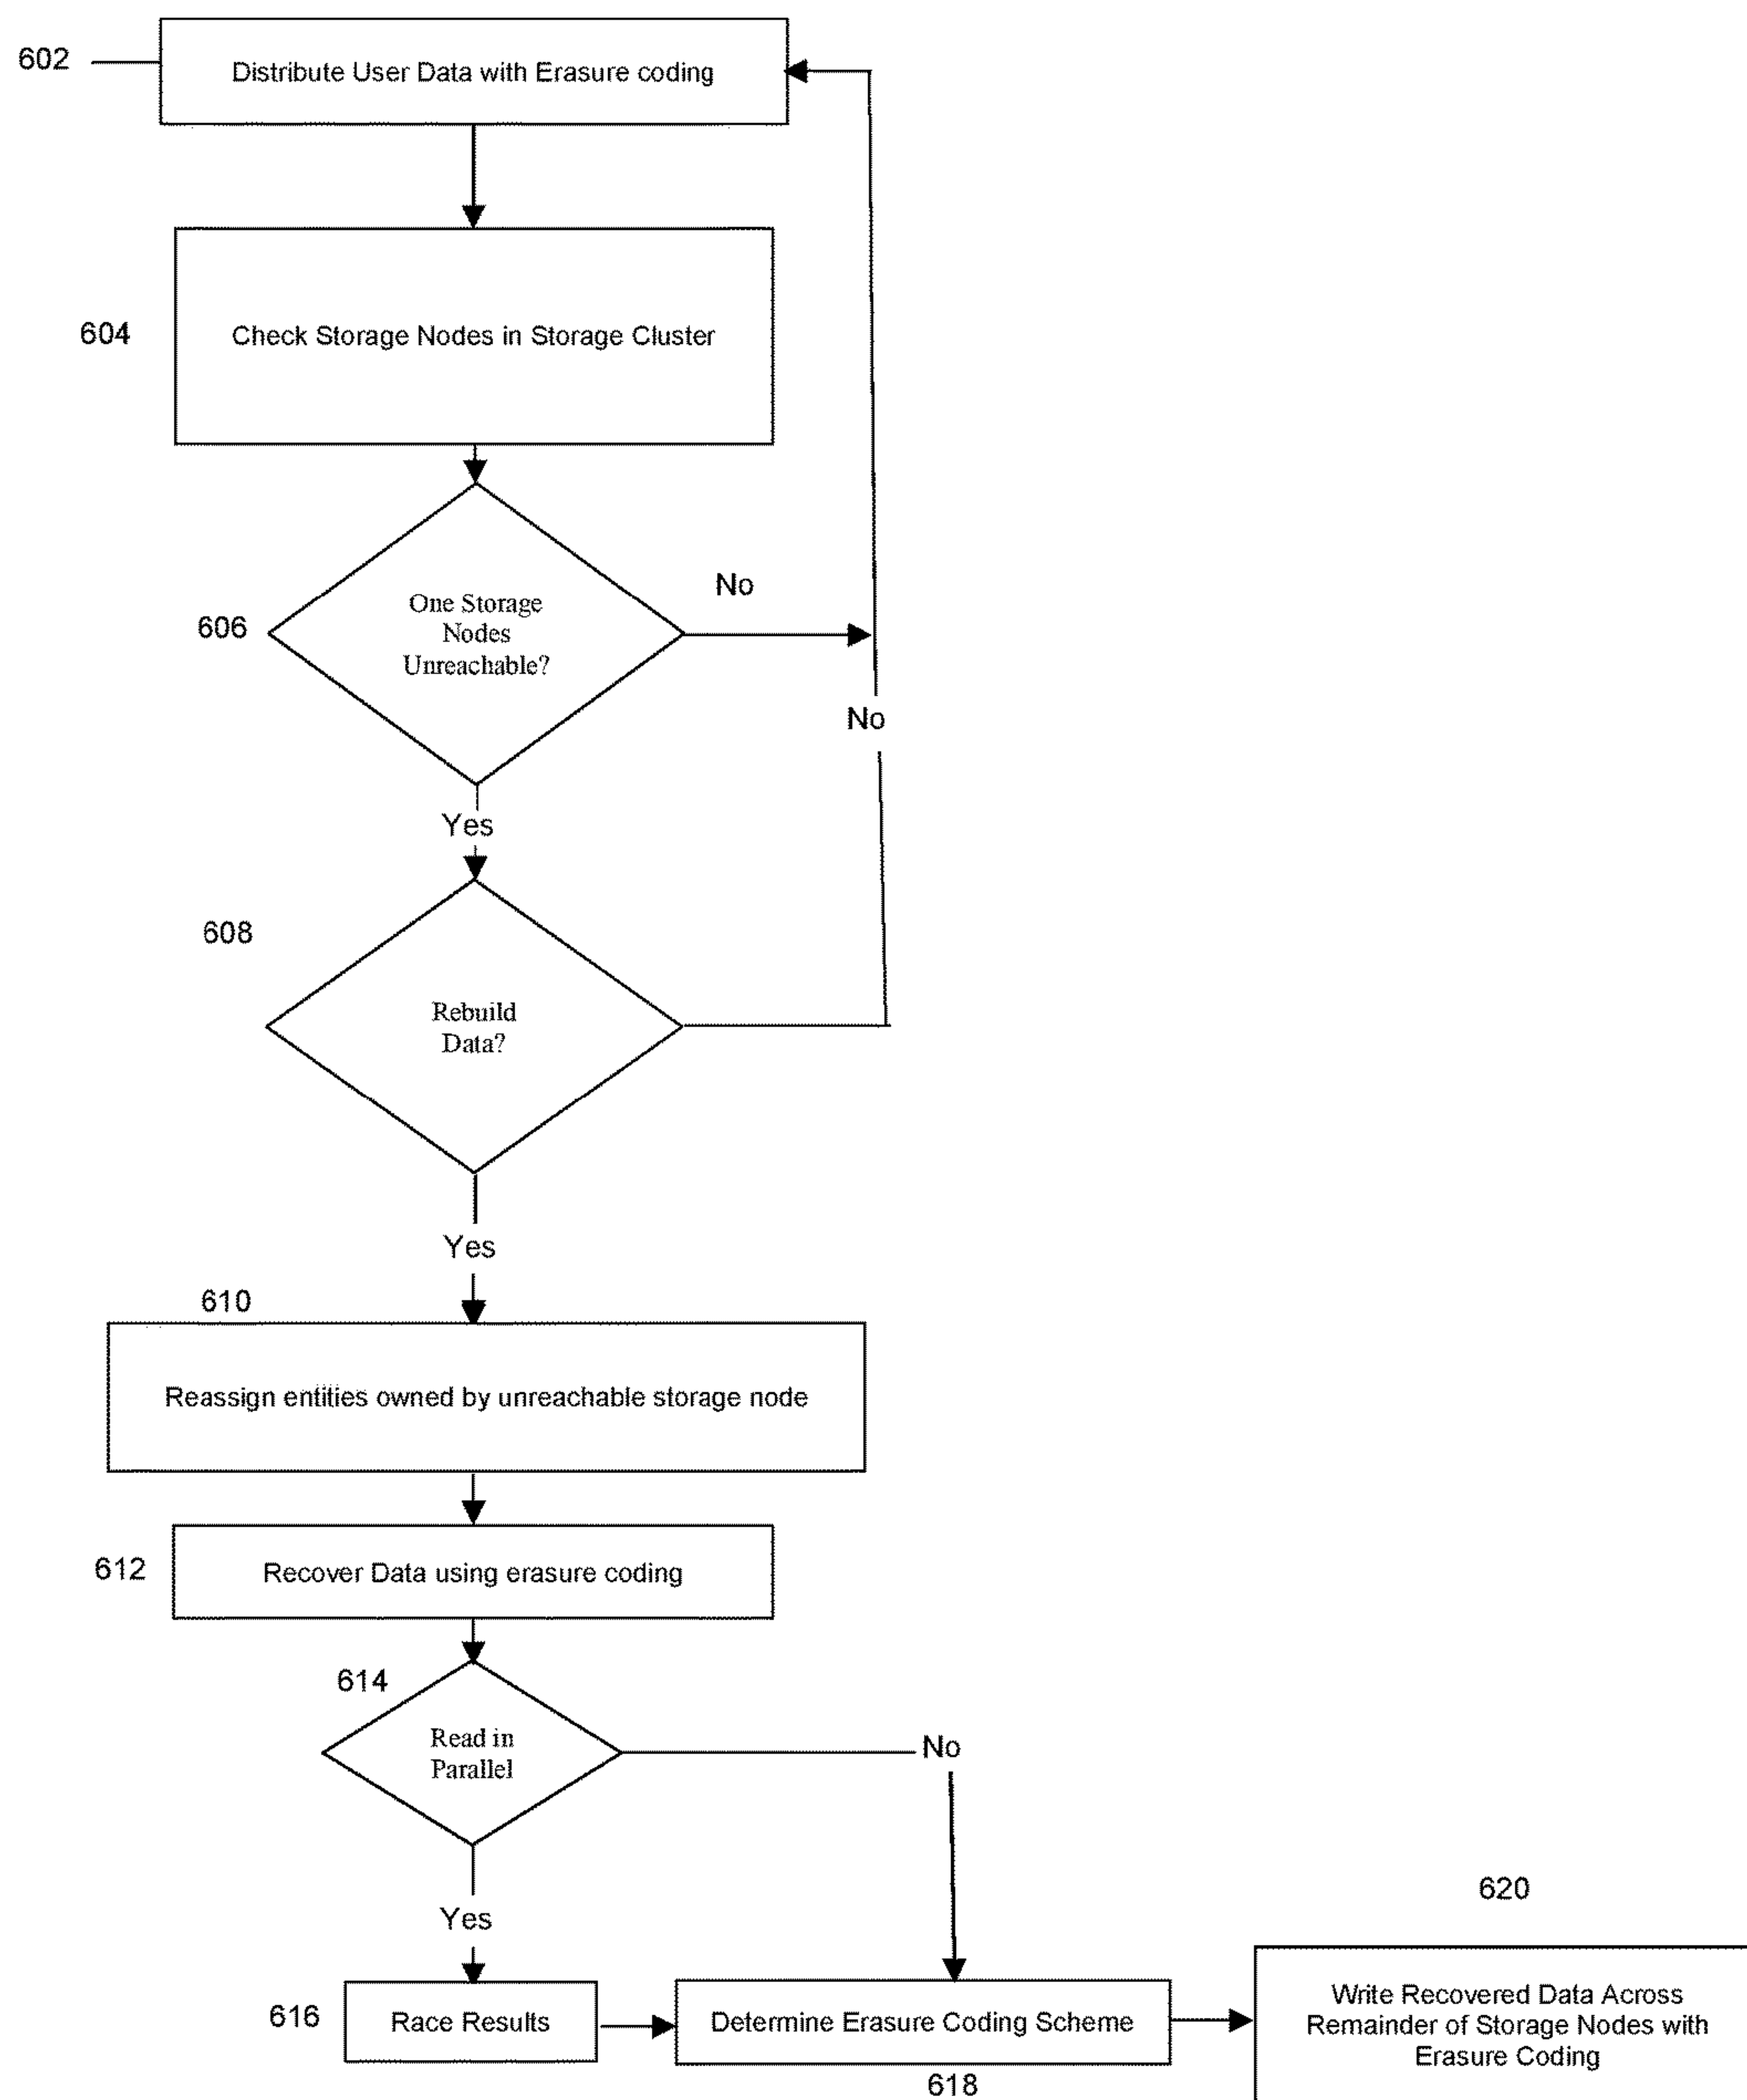 602
Distribute User Data with Erasure coding
604
Check Storage Nodes in Storage Cluster
606
One Storage
Nodes
Unreachable?
No
No
Yes
608
Rebuild
Data?
Yes
610
Reassign entities owned by unreachable storage node
612
Recover Data using erasure coding
614
Read in
Parallel
No
Yes
616
Race Results
Determine Erasure Coding Scheme
618
620
Write Recovered Data Across
Remainder of Storage Nodes with
Erasure Coding